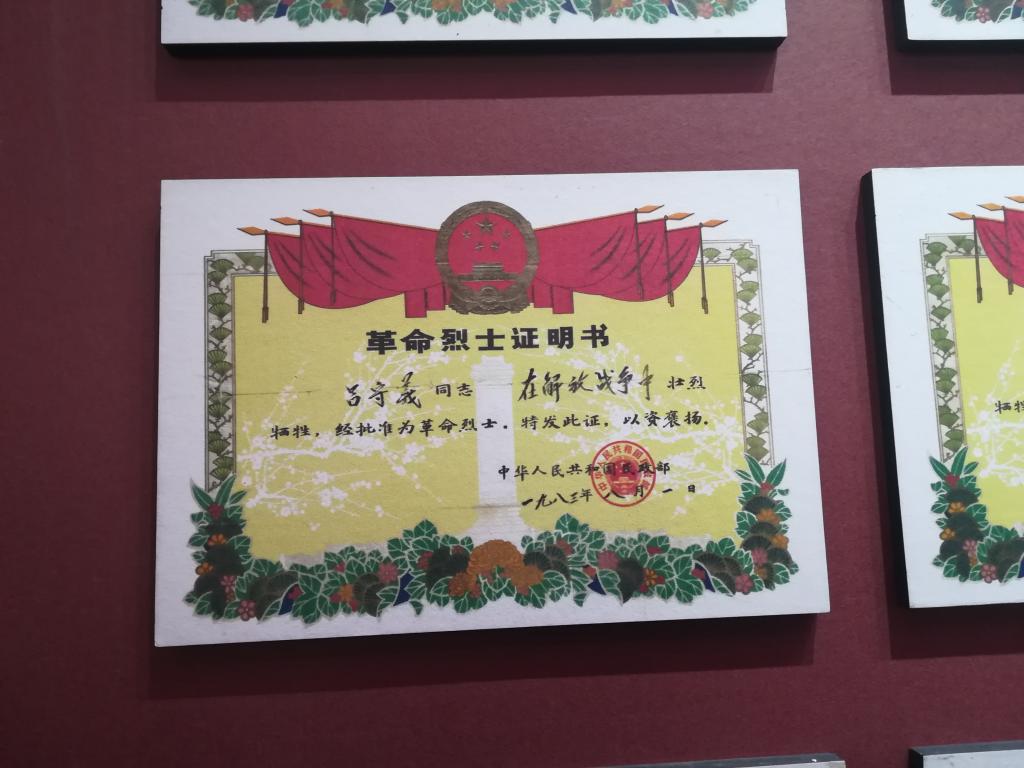 革命烈士证明书
吕守義 同志 在解放战争中 壮烈
牺牲，经批准为革命烈士。特发此证，以资褒扬。
中华人民共和国民政部
一九八三年 八月 一日
牺牲